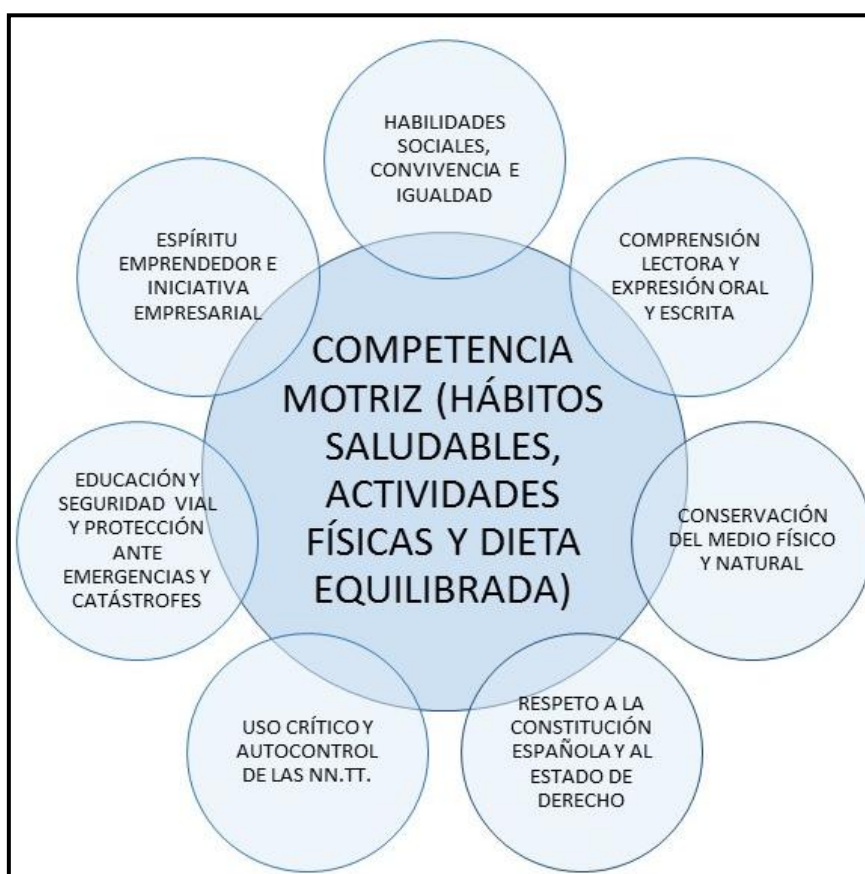 HABILIDADES
SOCIALES,
CONVIVENCIA E
IGUALDAD
ESPÍRITU
EMPRENDEDOR E
INICIATIVA
EMPRESARIAL
COMPRENSIÓN
LECTORA Y
EXPRESIÓN ORAL
Y ESCRITA
COMPETENCIA
MOTRIZ (HÁBITOS
SALUDABLES,
ACTIVIDADES
FÍSICAS Y DIETA
EQUILIBRADA)
EDUCACIÓN Y
SEGURIDAD VIAL
Y PROTECCIÓN
ANTE
EMERGENCIAS Y
CATÁSTROFES
CONSERVACIÓN
DEL MEDIO FÍSICO
Y NATURAL
USO CRÍTICO Y
AUTOCONTROL
DE LAS NN.TT.
RESPETO A LA
CONSTITUCIÓN
ESPAÑOLA Y AL
ESTADO DE
DERECHO